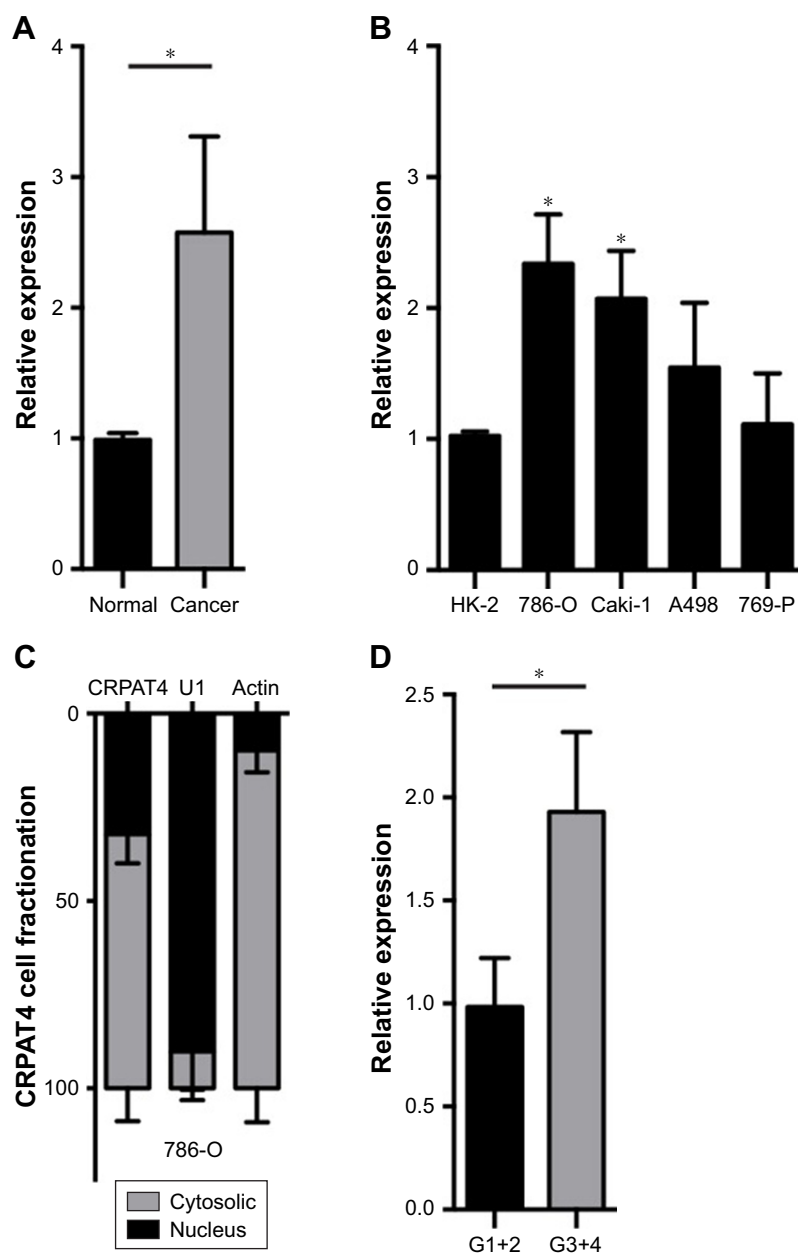 A
Relative expression
4
3
2
1
0
*
Normal Cancer
B
Relative expression
4
3
2
1
0
*
*
HK-2 786-O Caki-1 A498 769-P
C
CRPAT4 U1 Actin
CRPAT4 cell fractionation
0
50
100
786-O
Cytosolic
Nucleus
D
Relative expression
2.5
2.0
1.5
1.0
0.5
0.0
*
G1+2 G3+4